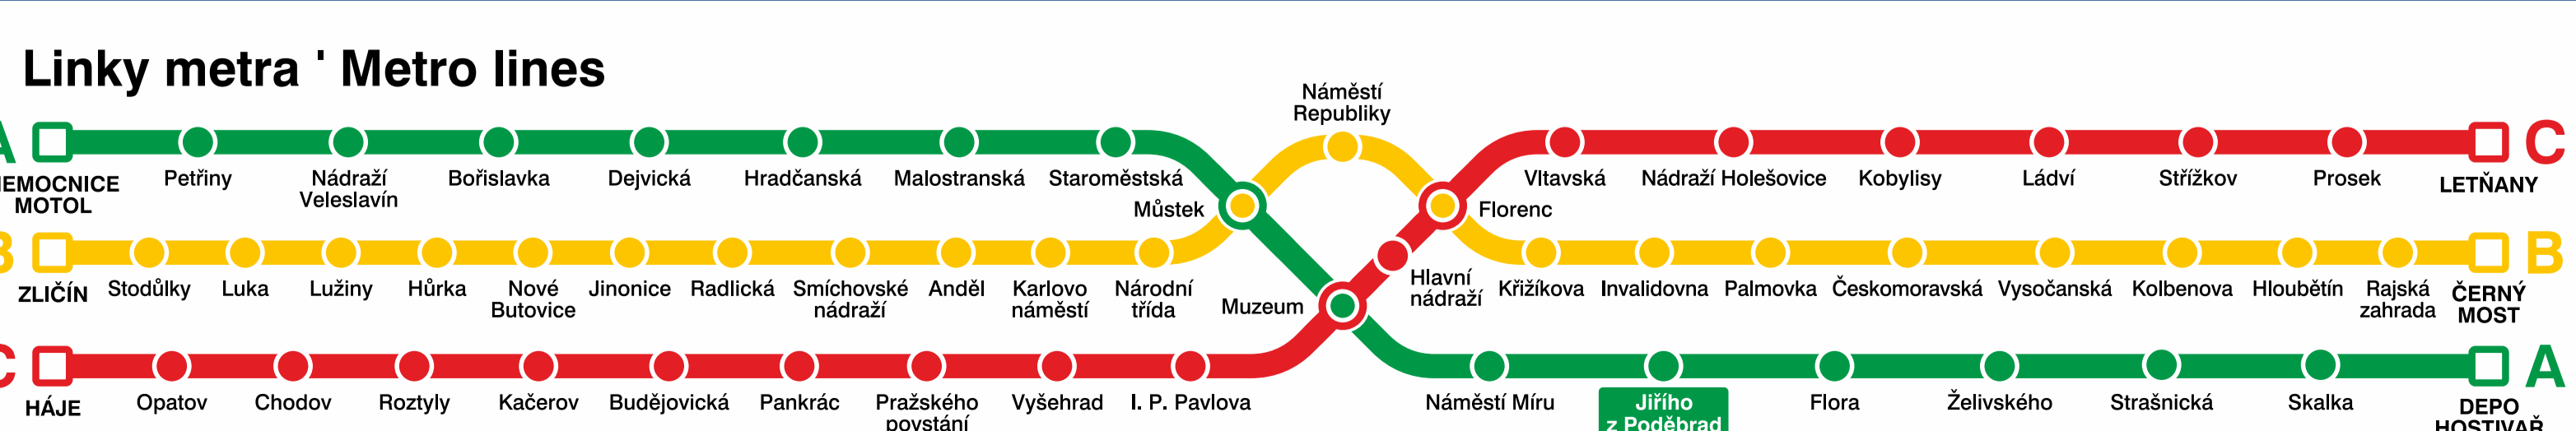 Linky metra ' Metro lines
Náměstí
Republiky
A
C
Petřiny
Nádraží
Veleslavín
Bořislavka
Dejvická
Hradčanská
Malostranská
Staroměstská
Vltavská
Nádraží Holešovice
Kobylisy
Ládví
Střížkov
Prosek
LETŇANY
NEMOCNICE
MOTOL
Můstek
Florenc
B
B
ZLIČÍN
Stodůlky
Luka
Lužiny
Hůrka
Nové
Butovice
Jinonice
Radlická
Smíchovské
nádraží
Anděl
Karlovo
náměstí
Národní
třída
Muzeum
Hlavní
nádraží
Křižíkova
Invalidovna
Palmovka
Českomoravská
Vysočanská
Kolbenova
Hloubětín
Rajská
zahrada
ČERNÝ
MOST
C
A
HÁJE
Opatov
Chodov
Roztyly
Kačerov
Budějovická
Pankrác
Pražského
povstání
Vyšehrad
I. P. Pavlova
Náměstí Míru
Jiřího
z Poděbrad
Flora
Želivského
Strašnická
Skalka
DEPO
HOSTIVAŘ